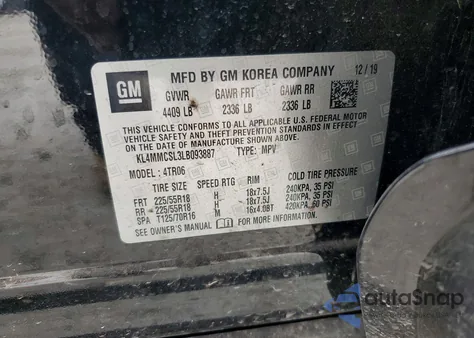 GM
MFD BY GM KOREA COMPANY 12/19
GVWR GAWR FRT GAWR RR
4409 LB 2336 LB 2336 LB
THIS VEHICLE CONFORMS TO ALL APPLICABLE U.S. FEDERAL MOTOR
VEHICLE SAFETY, BUMPER, AND THEFT PREVENTION STANDARDS
IN EFFECT ON THE DATE OF MANUFACTURE SHOWN ABOVE.
KL4MMCSL3LB093887 TYPE: MPV
MODEL: 4TR06
TIRE SIZE SPEED RTG RIM COLD TIRE PRESSURE
FRT 225/55R18 H 18x7.5J 240KPA, 35 PSI
RR 225/55R18 H 18x7.5J 240KPA, 35 PSI
SPA T125/70R16 M 16x4.0BT 420KPA, 60 PSI
SEE OWNER'S MANUAL FOR MORE INFORMATION.
autoSnap